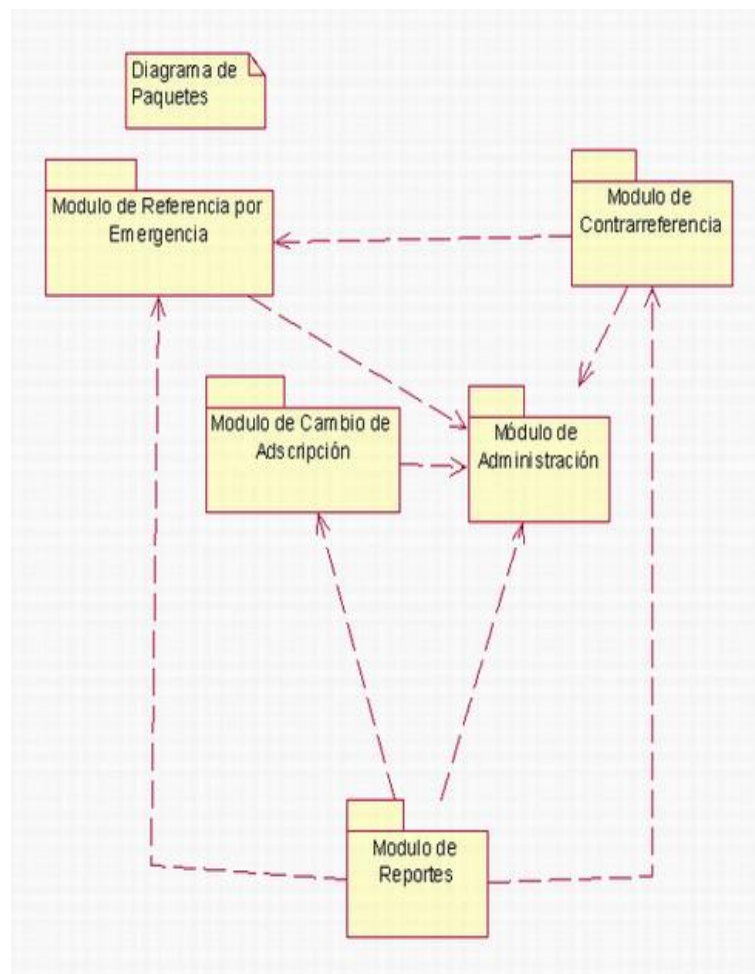 Diagrama de
Paquetes
Modulo de Referencia por
Emergencia
Modulo de
Contrarreferencia
Modulo de Cambio de
Adscripción
Módulo de
Administración
Modulo de
Reportes